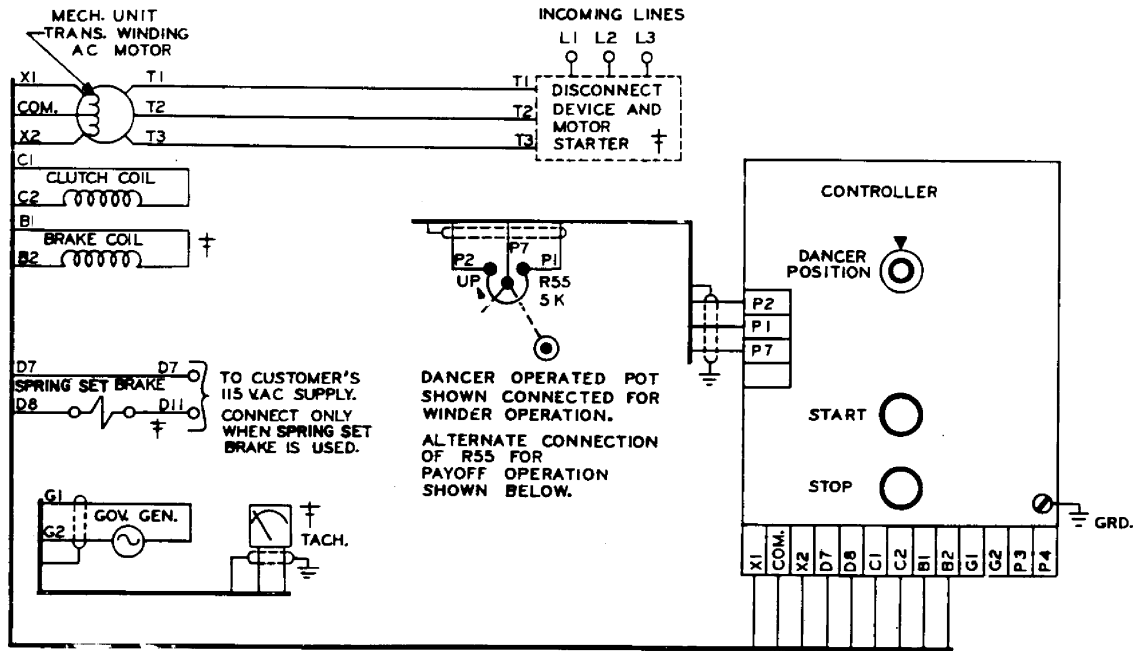 MECH. UNIT
TRANS. WINDING
AC MOTOR
INCOMING LINES
L1 L2 L3
X1
T1
T1
COM.
T2
T2
X2
T3
T3
DISCONNECT
DEVICE AND
MOTOR
STARTER
C1
CLUTCH COIL
C2
B1
BRAKE COIL
B2
P7
P2
P1
UP
R55
5K
CONTROLLER
DANCER
POSITION
P2
P1
P7
D7
D7
SPRING SET BRAKE
D8
D11
TO CUSTOMER'S
115 VAC SUPPLY.
CONNECT ONLY
WHEN SPRING SET
BRAKE IS USED.
DANCER OPERATED POT
SHOWN CONNECTED FOR
WINDER OPERATION.
ALTERNATE CONNECTION
OF R55 FOR
PAYOFF OPERATION
SHOWN BELOW.
START
STOP
G1
GOV. GEN.
G2
TACH.
GRD.
X1
COM.
X2
D7
D8
C1
C2
B1
B2
G1
G2
P3
P4